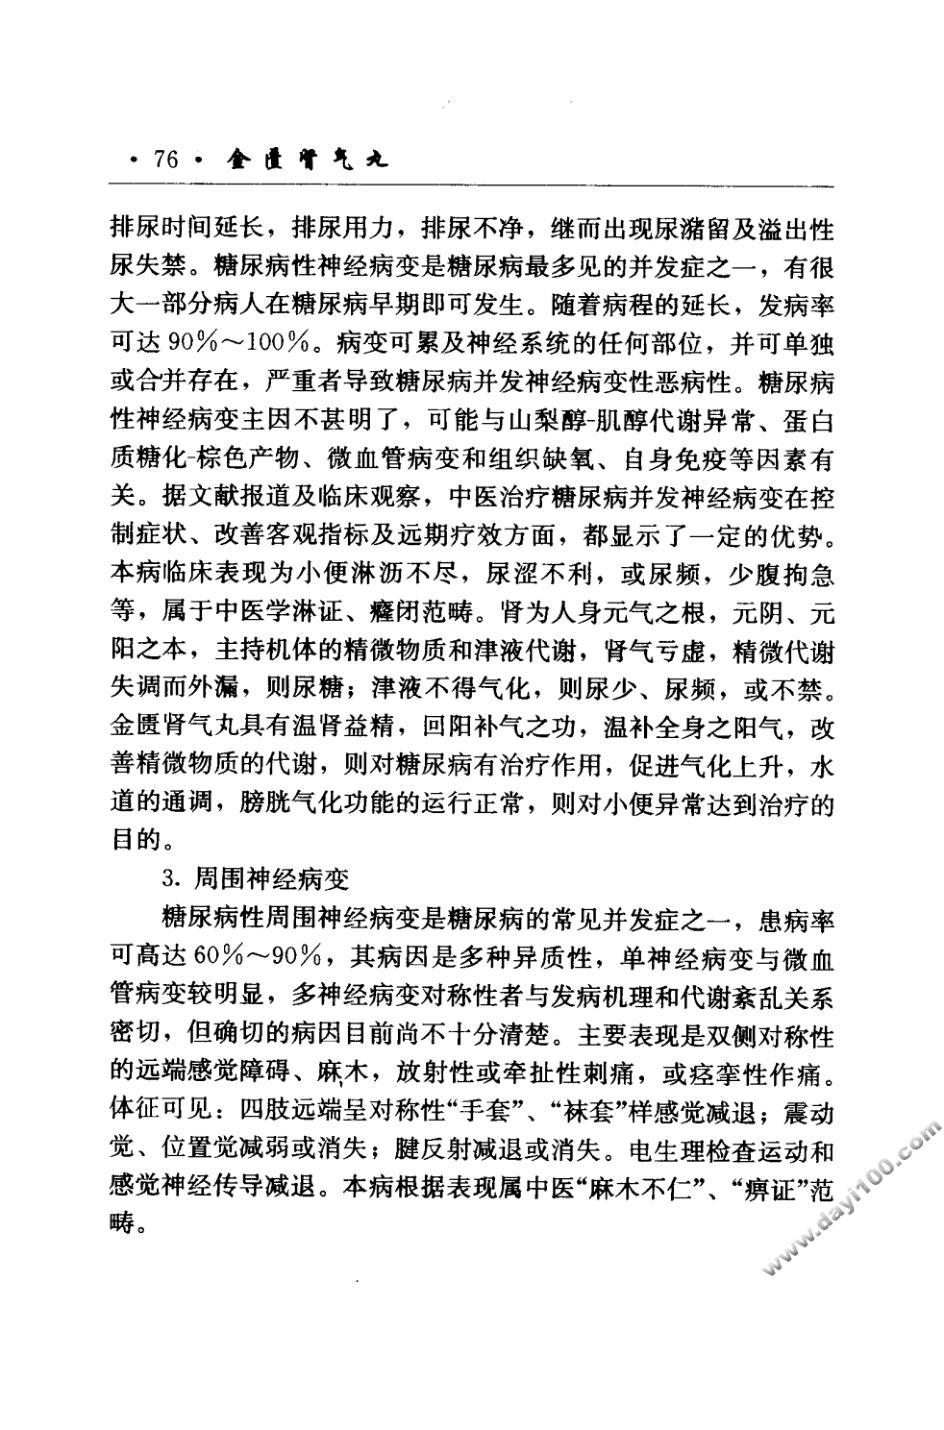 ·76· 金匮肾气丸
排尿时间延长，排尿用力，排尿不净，继而出现尿潴留及溢出性
尿失禁。糖尿病性神经病变是糖尿病最多见的并发症之一，有很
大一部分病人在糖尿病早期即可发生。随着病程的延长，发病率
可达90%～100%。病变可累及神经系统的任何部位，并可单独
或合并存在，严重者导致糖尿病并发神经病变性恶病性。糖尿病
性神经病变主因不甚明了，可能与山梨醇-肌醇代谢异常、蛋白
质糖化-棕色产物、微血管病变和组织缺氧、自身免疫等因素有
关。据文献报道及临床观察，中医治疗糖尿病并发神经病变在控
制症状、改善客观指标及远期疗效方面，都显示了一定的优势。
本病临床表现为小便淋沥不尽，尿涩不利，或尿频，少腹拘急
等，属于中医学淋证、癃闭范畴。肾为人身元气之根，元阴、元
阳之本，主持机体的精微物质和津液代谢，肾气亏虚，精微代谢
失调而外漏，则尿糖；津液不得气化，则尿少、尿频，或不禁。
金匮肾气丸具有温肾益精，回阳补气之功，温补全身之阳气，改
善精微物质的代谢，则对糖尿病有治疗作用，促进气化上升，水
道的通调，膀胱气化功能的运行正常，则对小便异常达到治疗的
目的。
3. 周围神经病变
糖尿病性周围神经病变是糖尿病的常见并发症之一，患病率
可高达60%～90%，其病因是多种异质性，单神经病变与微血
管病变较明显，多神经病变对称性者与发病机理和代谢紊乱关系
密切，但确切的病因目前尚不十分清楚。主要表现是双侧对称性
的远端感觉障碍、麻木，放射性或牵扯性刺痛，或痉挛性作痛。
体征可见：四肢远端呈对称性“手套”、“袜套”样感觉减退；震动
觉、位置觉减弱或消失；腱反射减退或消失。电生理检查运动和
感觉神经传导减退。本病根据表现属中医“麻木不仁”、“痹证”范
畴。
www.dayi100.com